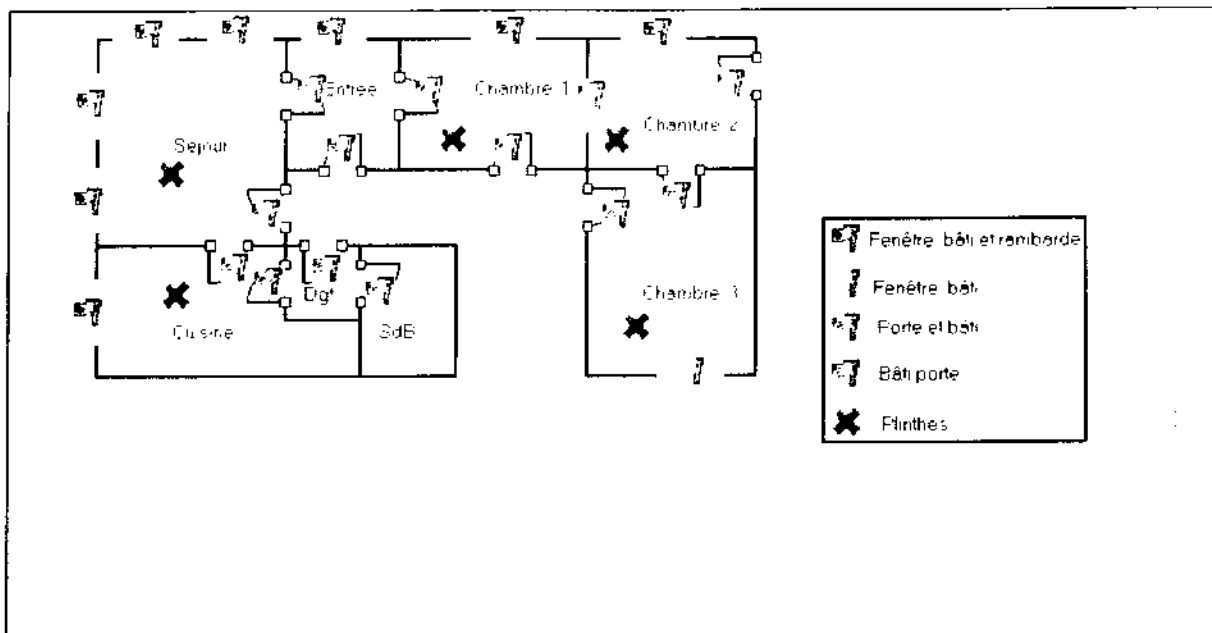 Entrée
Chambre 1
Chambre 2
Séjour
Dgt
Cuisine
SdB
Chambre 3
Fenêtre bâti et rambarde
Fenêtre bâti
Porte et bâti
Bâti porte
Plinthes